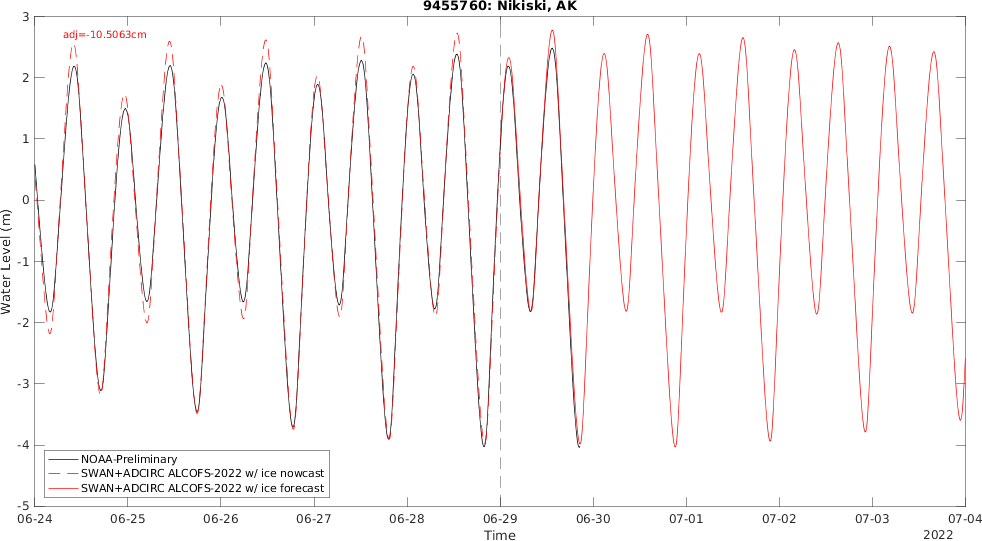 9455760: Nikiski, AK
adj=-10.5063cm
Water Level (m)
3
2
1
0
-1
-2
-3
-4
-5
NOAA-Preliminary
SWAN+ADCIRC ALCOFS-2022 w/ ice nowcast
SWAN+ADCIRC ALCOFS-2022 w/ ice forecast
06-24 06-25 06-26 06-27 06-28 06-29 06-30 07-01 07-02 07-03 07-04
Time
2022